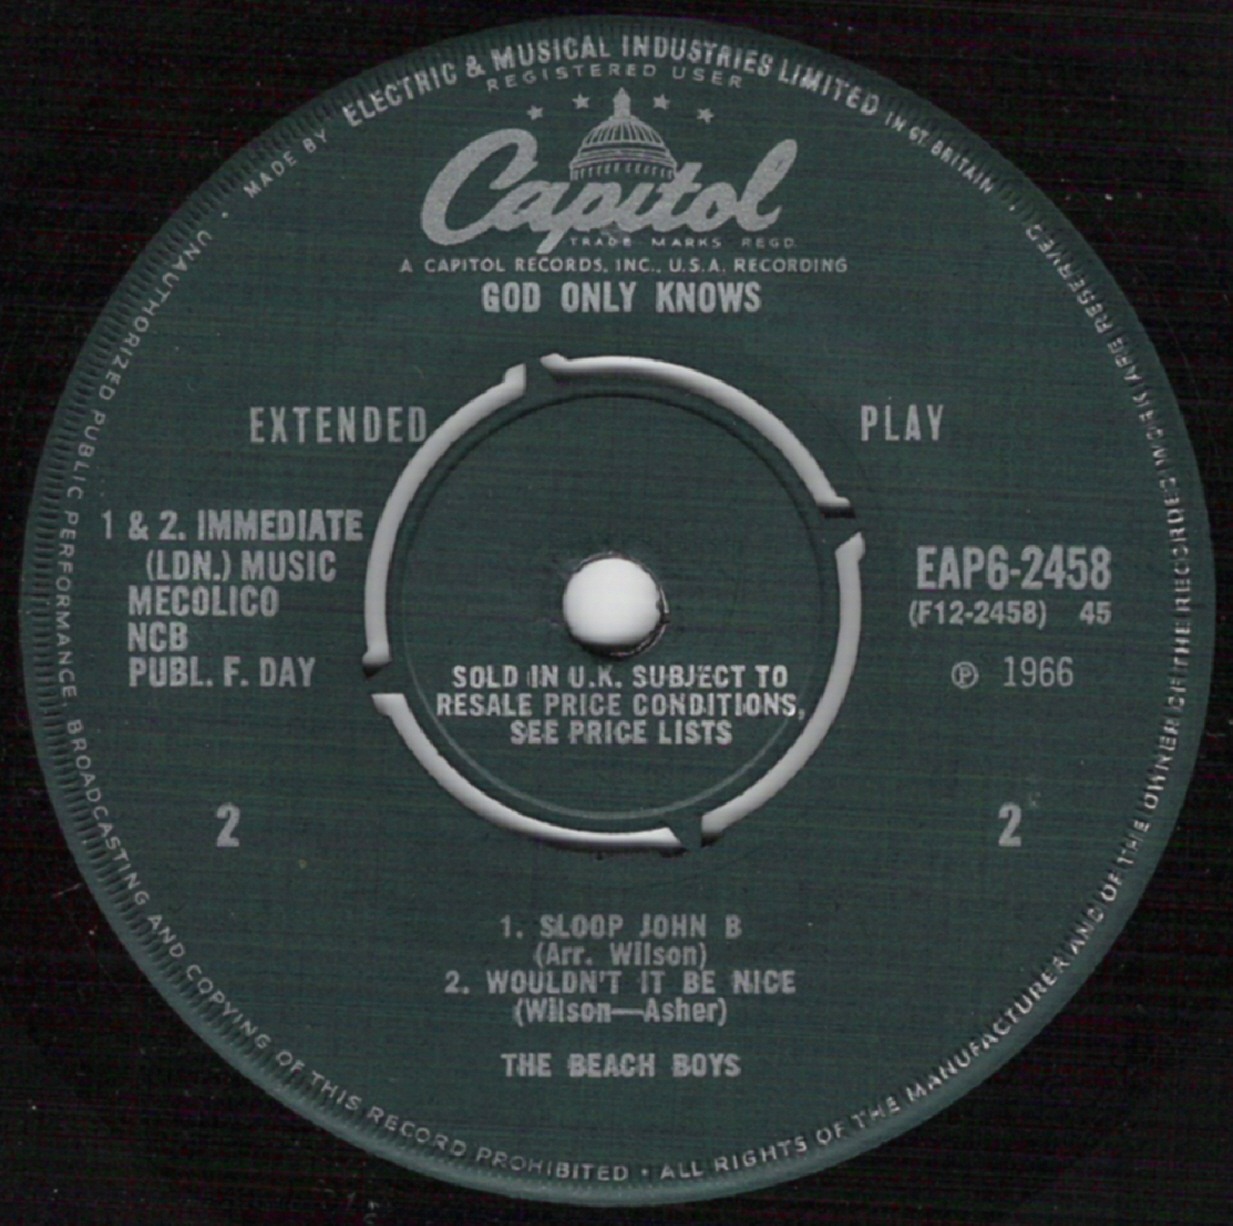 MADE BY ELECTRIC & MUSICAL INDUSTRIES LIMITED IN GT BRITAIN
REGISTERED USER
Capitol
TRADE MARKS REGD
A CAPITOL RECORDS, INC., U.S.A. RECORDING
GOD ONLY KNOWS
EXTENDED PLAY
1 & 2. IMMEDIATE
(LDN.) MUSIC
MECOLICO
NCB
PUBL. F. DAY
EAP6-2458
(F12-2458) 45
℗ 1966
SOLD IN U.K. SUBJECT TO
RESALE PRICE CONDITIONS,
SEE PRICE LISTS
2 2
1. SLOOP JOHN B
(Arr. Wilson)
2. WOULDN'T IT BE NICE
(Wilson—Asher)
THE BEACH BOYS
UNAUTHORIZED PUBLIC PERFORMANCE, BROADCASTING AND COPYING OF THIS RECORD PROHIBITED • ALL RIGHTS OF THE MANUFACTURER AND OF THE OWNER OF THE RECORDED WORK ARE RESERVED